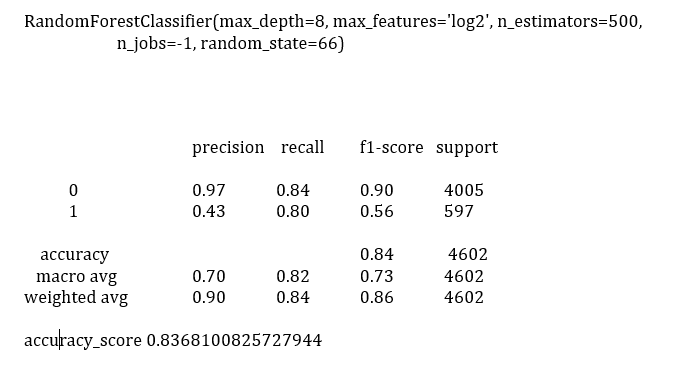 RandomForestClassifier(max_depth=8, max_features='log2', n_estimators=500,
n_jobs=-1, random_state=66)
precision recall f1-score support
0 0.97 0.84 0.90 4005
1 0.43 0.80 0.56 597
accuracy 0.84 4602
macro avg 0.70 0.82 0.73 4602
weighted avg 0.90 0.84 0.86 4602
accuracy_score 0.8368100825727944